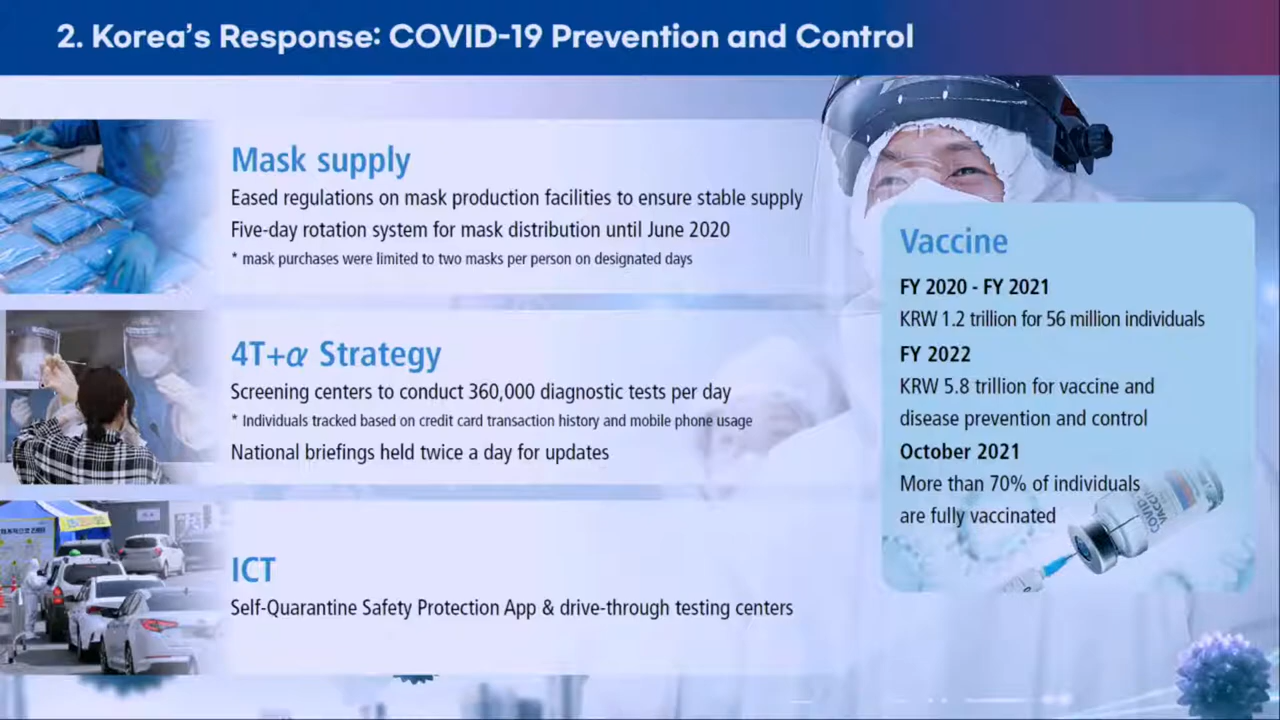 2. Korea's Response: COVID-19 Prevention and Control
Mask supply
Eased regulations on mask production facilities to ensure stable supply
Five-day rotation system for mask distribution until June 2020
* mask purchases were limited to two masks per person on designated days
4T+α Strategy
Screening centers to conduct 360,000 diagnostic tests per day
* Individuals tracked based on credit card transaction history and mobile phone usage
National briefings held twice a day for updates
ICT
Self-Quarantine Safety Protection App & drive-through testing centers
Vaccine
FY 2020 - FY 2021
KRW 1.2 trillion for 56 million individuals
FY 2022
KRW 5.8 trillion for vaccine and
disease prevention and control
October 2021
More than 70% of individuals
are fully vaccinated
COVID-
VACCIN